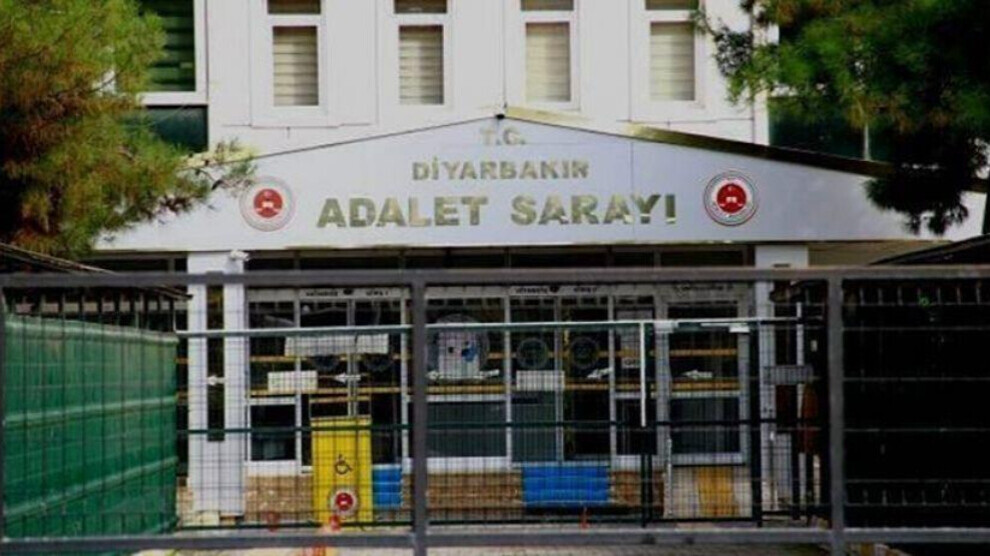 T.C.
DİYARBAKIR
ADALET SARAYI